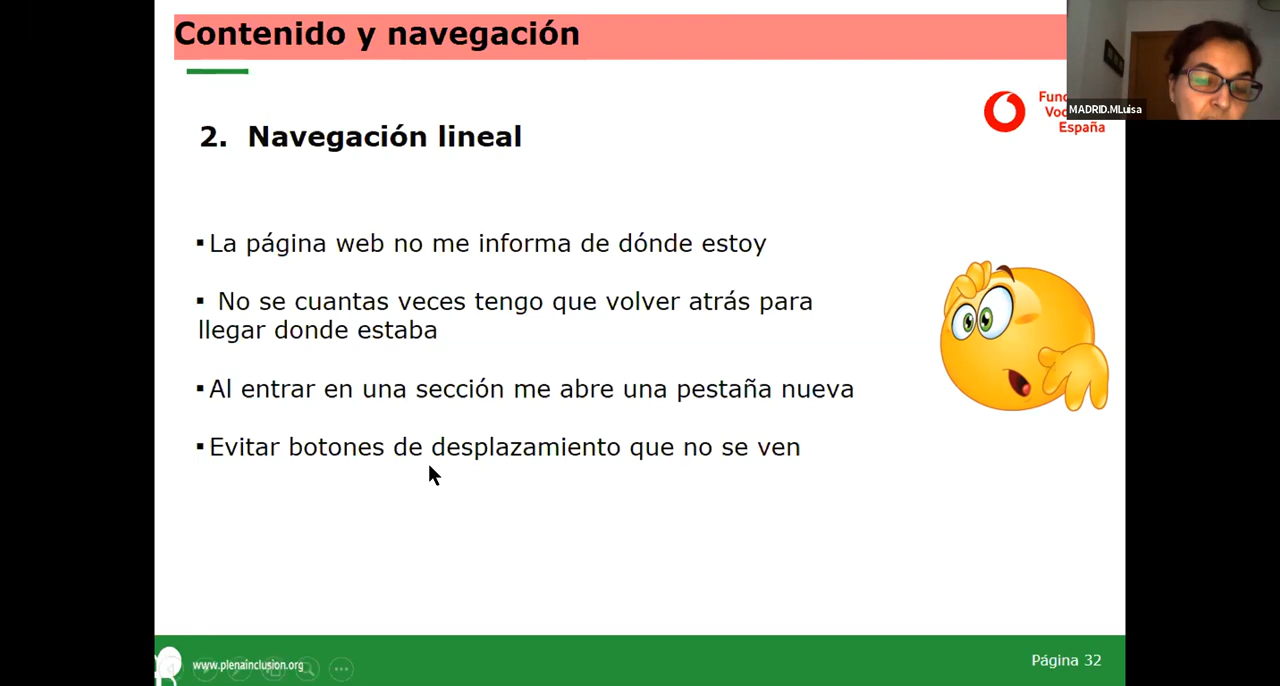 Contenido y navegación
MADRID.MLuisa
España
2. Navegación lineal
▪ La página web no me informa de dónde estoy
▪ No se cuantas veces tengo que volver atrás para
llegar donde estaba
▪ Al entrar en una sección me abre una pestaña nueva
▪ Evitar botones de desplazamiento que no se ven
www.plenainclusion.org
Página 32